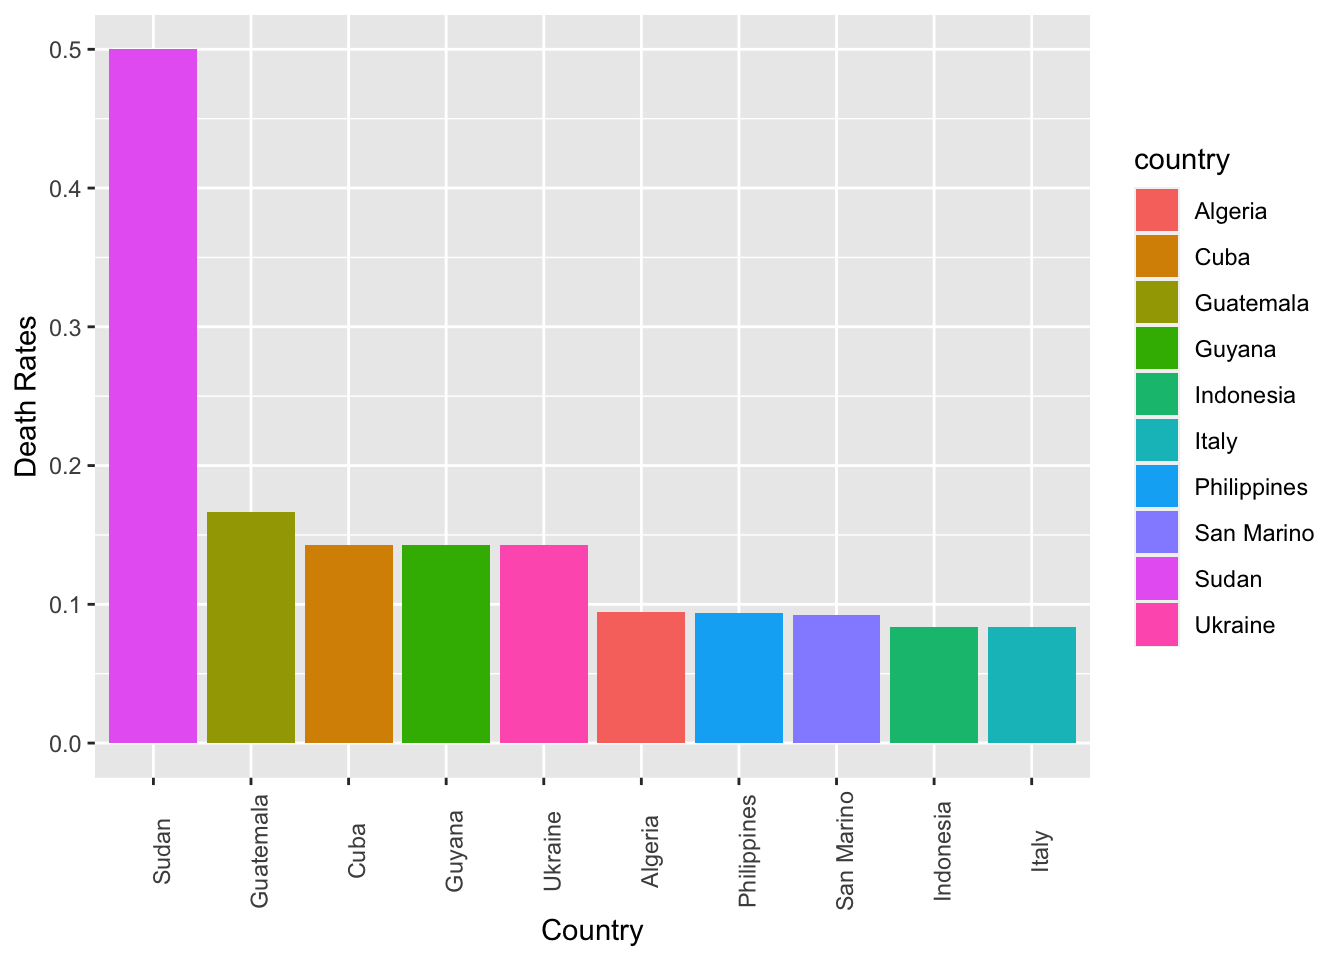 0.5
0.4
0.3
0.2
0.1
0.0
Death Rates
Sudan
Guatemala
Cuba
Guyana
Ukraine
Algeria
Philippines
San Marino
Indonesia
Italy
Country
country
Algeria
Cuba
Guatemala
Guyana
Indonesia
Italy
Philippines
San Marino
Sudan
Ukraine